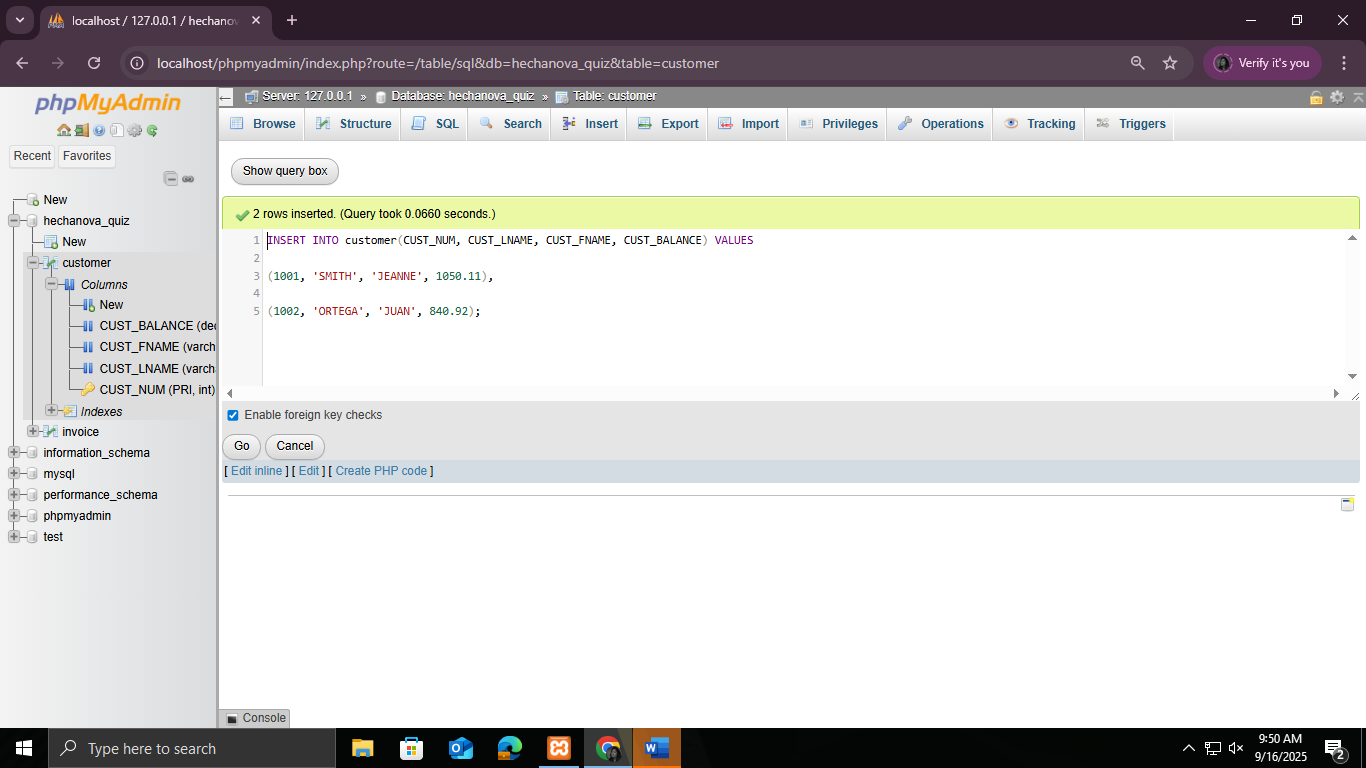 localhost / 127.0.0.1 / hechano
localhost/phpmyadmin/index.php?route=/table/sql&db=hechanova_quiz&table=customer
Verify it's you
phpMyAdmin
Recent
Favorites
New
hechanova_quiz
New
customer
Columns
New
CUST_BALANCE (dec
CUST_FNAME (varch
CUST_LNAME (varch
CUST_NUM (PRI, int)
Indexes
invoice
information_schema
mysql
performance_schema
phpmyadmin
test
Server: 127.0.0.1 » Database: hechanova_quiz » Table: customer
Browse Structure SQL Search Insert Export Import Privileges Operations Tracking Triggers
Show query box
2 rows inserted. (Query took 0.0660 seconds.)
1 INSERT INTO customer(CUST_NUM, CUST_LNAME, CUST_FNAME, CUST_BALANCE) VALUES
2
3 (1001, 'SMITH', 'JEANNE', 1050.11),
4
5 (1002, 'ORTEGA', 'JUAN', 840.92);
Enable foreign key checks
Go Cancel
[ Edit inline ] [ Edit ] [ Create PHP code ]
Console
Type here to search
9:50 AM
9/16/2025
2